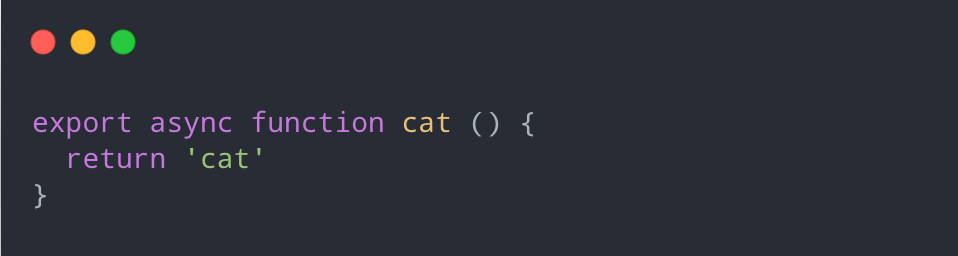 export async function cat () {
  return 'cat'
}